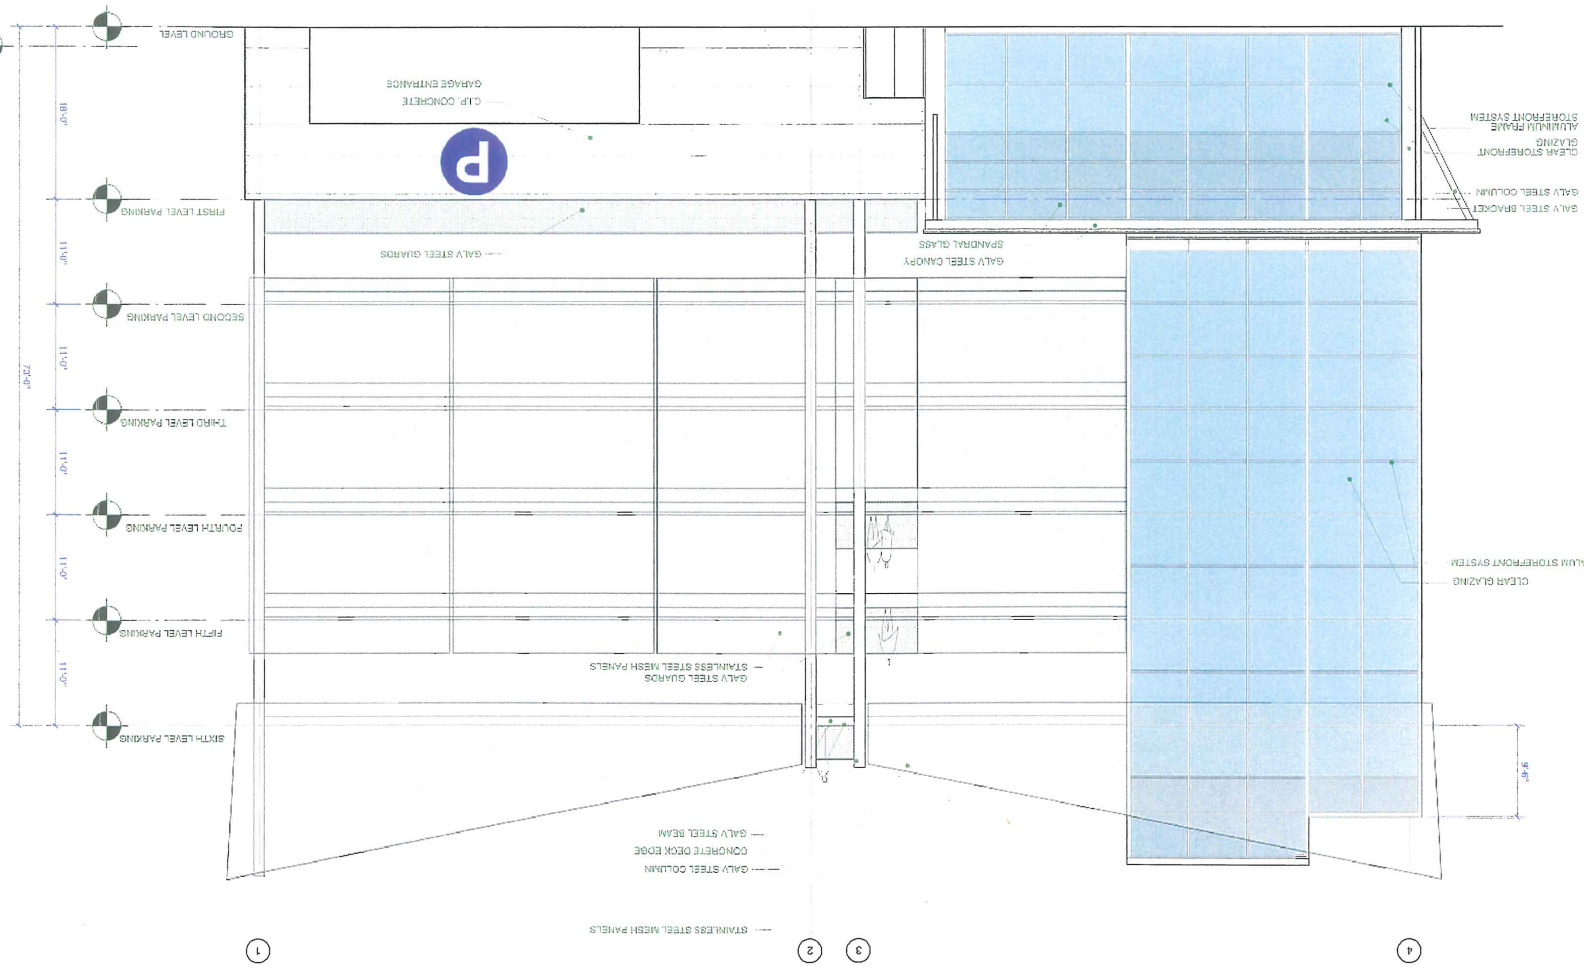 4
3
2
1
STAINLESS STEEL MESH PANELS
GALV STEEL COLUMN
CONCRETE DECK EDGE
GALV STEEL BEAM
9'-6"
SIXTH LEVEL PARKING
GALV STEEL GUARDS
STAINLESS STEEL MESH PANELS
11'-0"
FIFTH LEVEL PARKING
CLEAR GLAZING
ALUM STOREFRONT SYSTEM
11'-0"
FOURTH LEVEL PARKING
11'-0"
THIRD LEVEL PARKING
73'-0"
11'-0"
SECOND LEVEL PARKING
GALV STEEL CANOPY
SPANDRAL GLASS
GALV STEEL GUARDS
11'-0"
FIRST LEVEL PARKING
GALV STEEL BRACKET
GALV STEEL COLUMN
CLEAR STOREFRONT
GLAZING
ALUMINUM FRAME
STOREFRONT SYSTEM
P
C.I.P. CONCRETE
GARAGE ENTRANCE
18'-0"
GROUND LEVEL